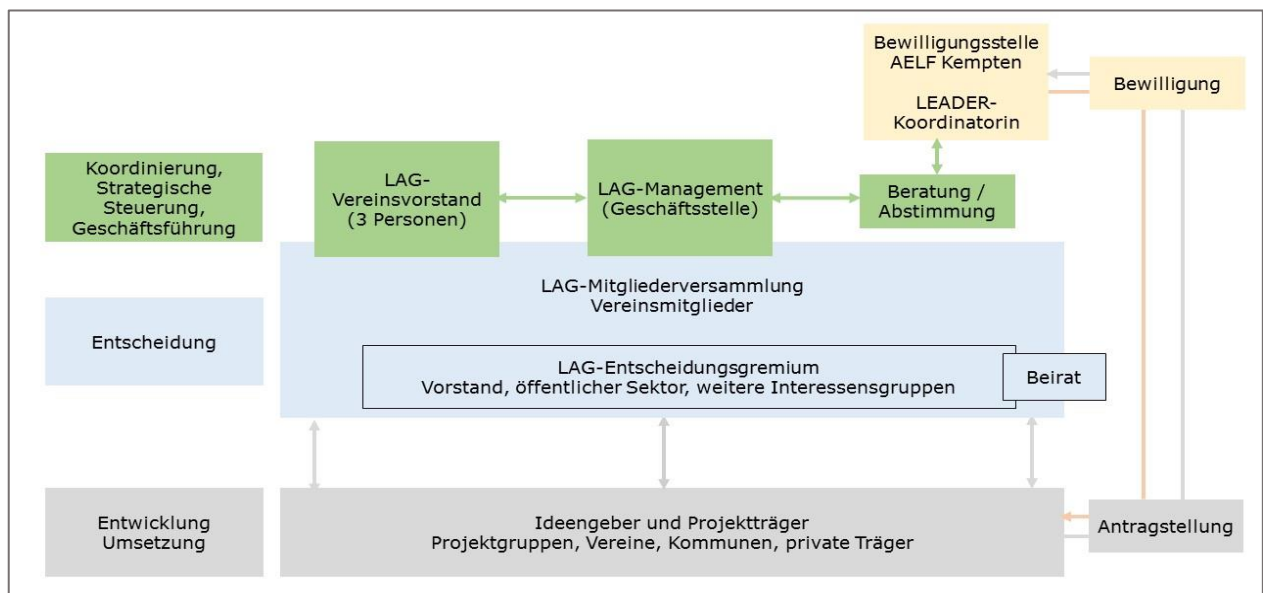 Bewilligungsstelle
AELF Kempten
LEADER-
Koordinatorin
Bewilligung
Koordinierung,
Strategische
Steuerung,
Geschäftsführung
LAG-
Vereinsvorstand
(3 Personen)
LAG-Management
(Geschäftsstelle)
Beratung /
Abstimmung
Entscheidung
LAG-Mitgliederversammlung
Vereinsmitglieder
LAG-Entscheidungsgremium
Vorstand, öffentlicher Sektor, weitere Interessensgruppen
Beirat
Entwicklung
Umsetzung
Ideengeber und Projektträger
Projektgruppen, Vereine, Kommunen, private Träger
Antragstellung